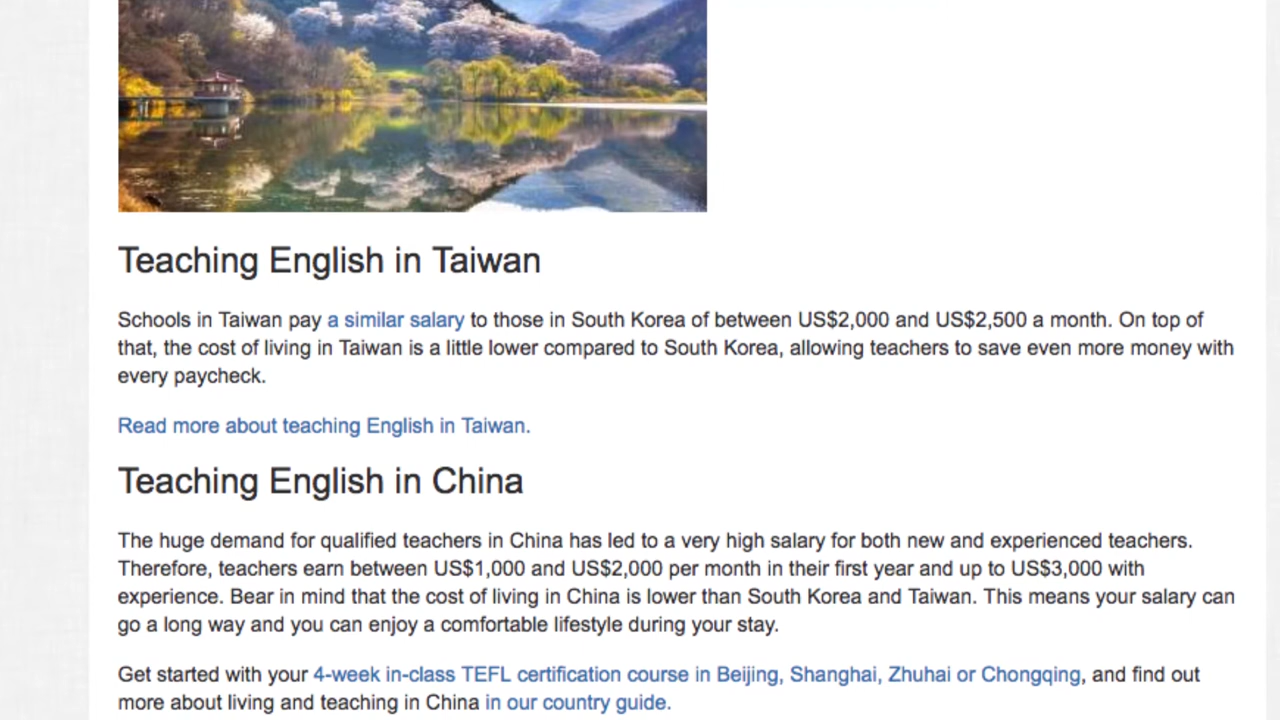 Teaching English in Taiwan
Schools in Taiwan pay a similar salary to those in South Korea of between US$2,000 and US$2,500 a month. On top of
that, the cost of living in Taiwan is a little lower compared to South Korea, allowing teachers to save even more money with
every paycheck.
Read more about teaching English in Taiwan.
Teaching English in China
The huge demand for qualified teachers in China has led to a very high salary for both new and experienced teachers.
Therefore, teachers earn between US$1,000 and US$2,000 per month in their first year and up to US$3,000 with
experience. Bear in mind that the cost of living in China is lower than South Korea and Taiwan. This means your salary can
go a long way and you can enjoy a comfortable lifestyle during your stay.
Get started with your 4-week in-class TEFL certification course in Beijing, Shanghai, Zhuhai or Chongqing, and find out
more about living and teaching in China in our country guide.